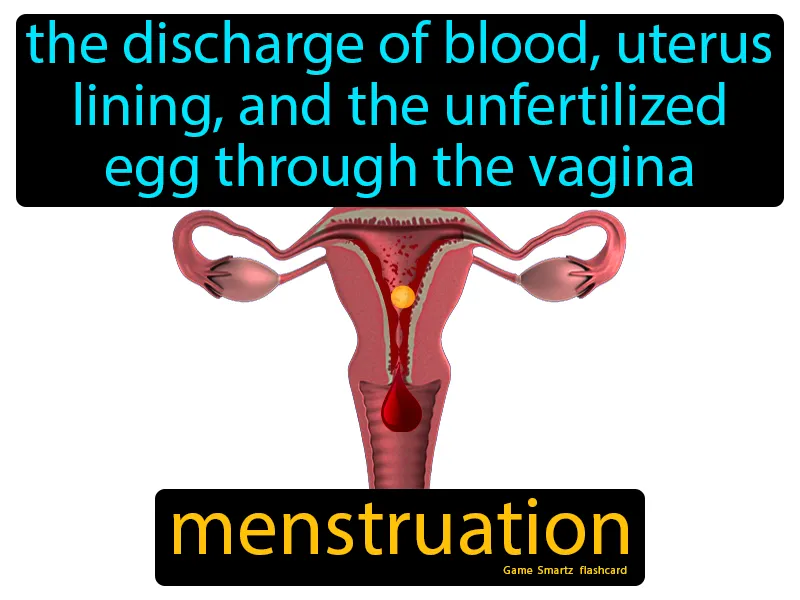 the discharge of blood, uterus
lining, and the unfertilized
egg through the vagina
menstruation
Game Smartz flashcard